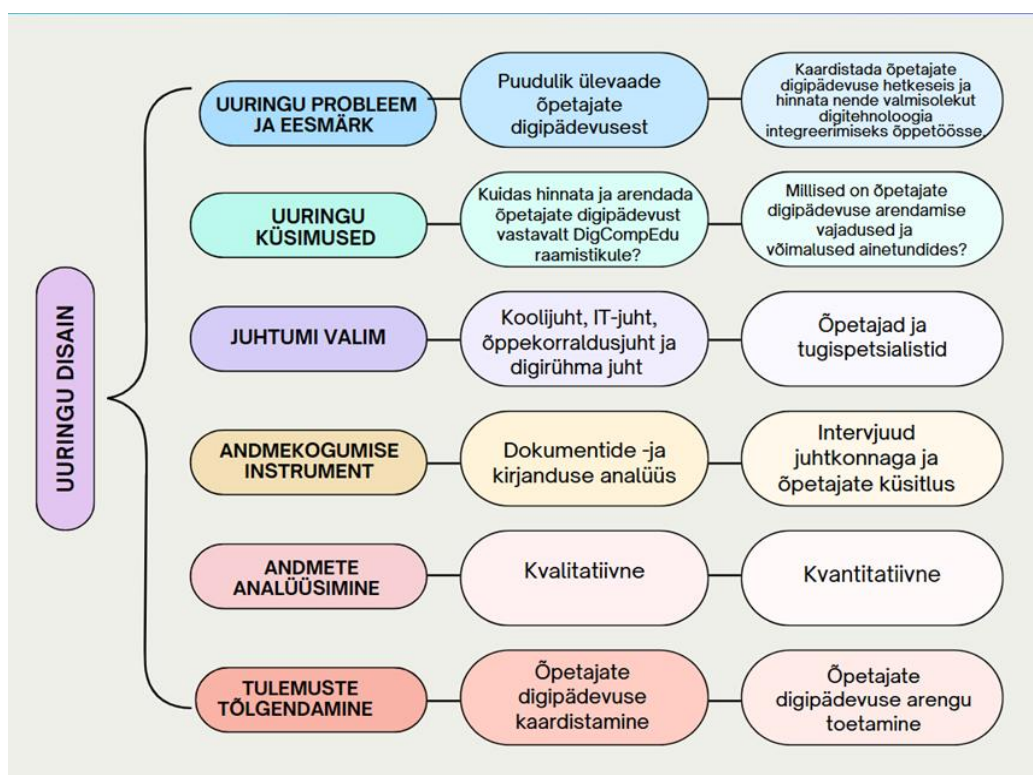 UURINGU DISAIN
UURINGU PROBLEEM
JA EESMÄRK
Puudulik ülevaade
õpetajate
digipädevusest
Kaardistada õpetajate
digipädevuse hetkeseis ja
hinnata nende valmisolekut
digitehnoloogia
integreerimiseks õppetöösse.
UURINGU
KÜSIMUSED
Kuidas hinnata ja arendada
õpetajate digipädevust
vastavalt DigCompEdu
raamistikule?
Millised on õpetajate
digipädevuse arendamise
vajadused ja
võimalused ainetundides?
JUHTUMI VALIM
Koolijuht, IT-juht,
õppekorraldusjuht ja
digirühma juht
Õpetajad ja
tugispetsialistid
ANDMEKOGUMISE
INSTRUMENT
Dokumentide -ja
kirjanduse analüüs
Intervjuud
juhtkonnaga ja
õpetajate küsitlus
ANDMETE
ANALÜÜSIMINE
Kvalitatiivne
Kvantitatiivne
TULEMUSTE
TÕLGENDAMINE
Õpetajate
digipädevuse
kaardistamine
Õpetajate
digipädevuse arengu
toetamine